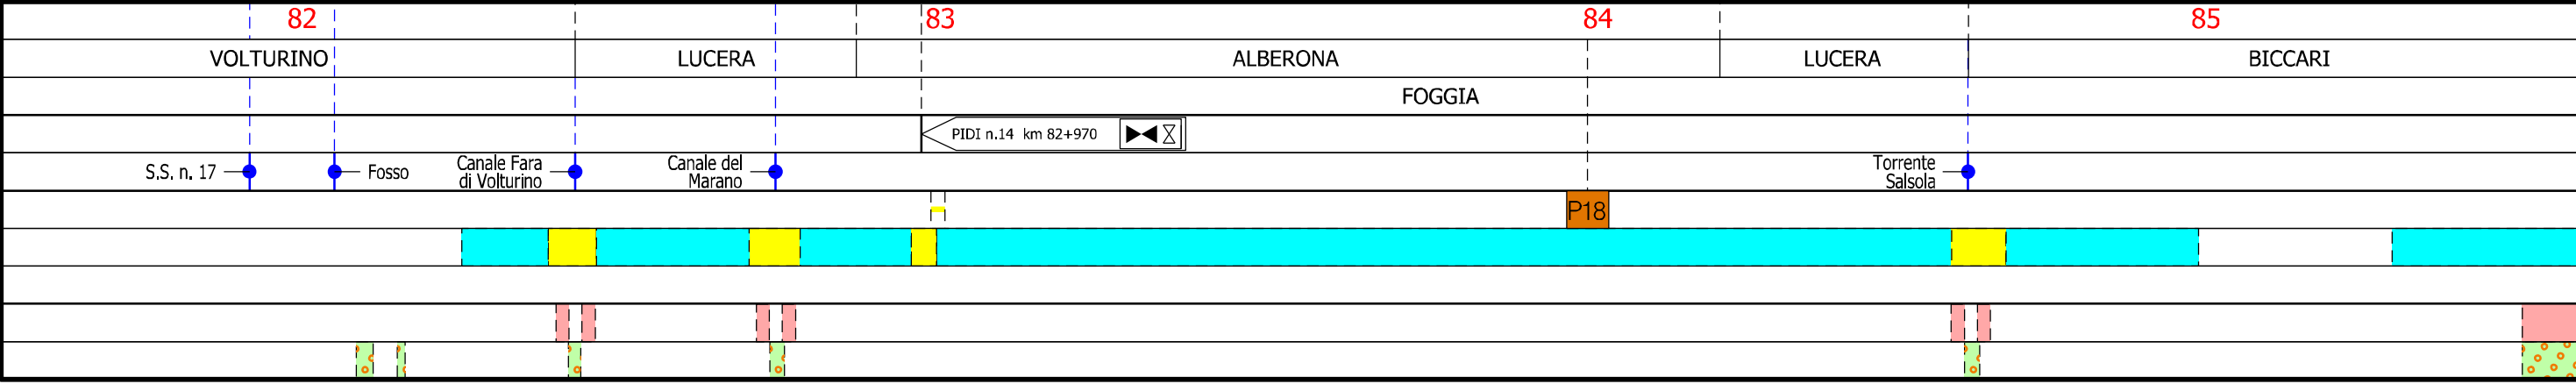 82 83 84 85
VOLTURINO LUCERA ALBERONA LUCERA BICCARI
FOGGIA
PIDI n.14 km 82+970
S.S. n. 17
Fosso
Canale Fara
di Volturino
Canale del
Marano
Torrente
Salsola
P18